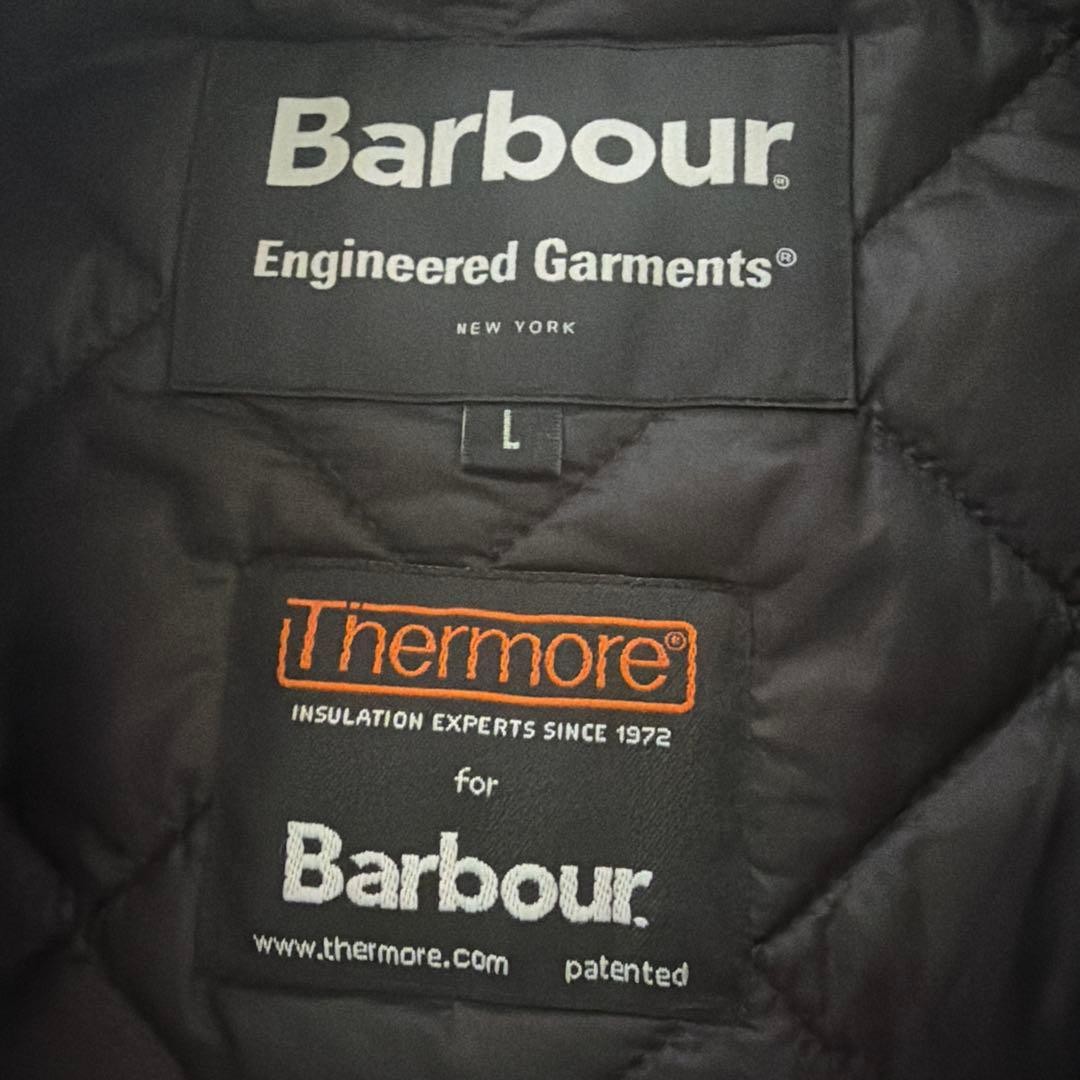 Barbour®
Engineered Garments®
NEW YORK
L
Thermore®
INSULATION EXPERTS SINCE 1972
for
Barbour.
www.thermore.com patented